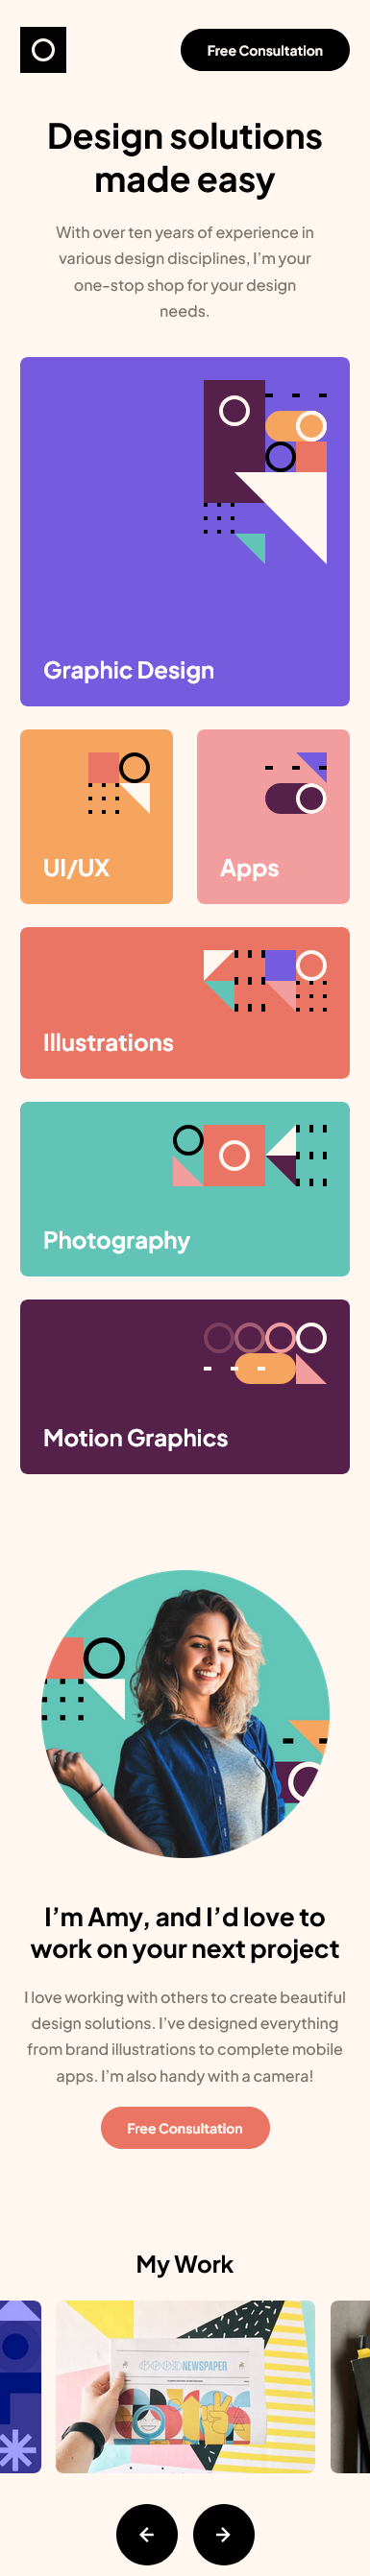 Free Consultation
Design solutions
made easy
With over ten years of experience in
various design disciplines, I’m your
one-stop shop for your design
needs.
Graphic Design
UI/UX
Apps
Illustrations
Photography
Motion Graphics
I’m Amy, and I’d love to
work on your next project
I love working with others to create beautiful
design solutions. I’ve designed everything
from brand illustrations to complete mobile
apps. I’m also handy with a camera!
Free Consultation
My Work
NEWSPAPER